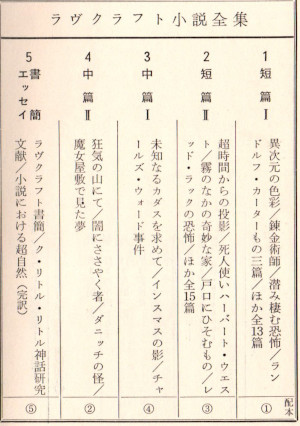 ラヴクラフト小説全集
1 短篇Ⅰ
異次元の色彩/錬金術師/潜み棲む恐怖/ラン
ドルフ・カーターもの三篇/ほか全13篇
配本
①
2 短篇Ⅱ
超時間からの投影/死人使いハーバート・ウエス
ト/霧のなかの奇妙な家/戸口にひそむもの/レ
ッド・ラックの恐怖/ほか全15篇
③
3 中篇Ⅰ
未知なるカダスを求めて/インスマスの影/チャ
ールズ・ウォード事件
④
4 中篇Ⅱ
狂気の山にて/闇にささやく者/ダニッチの怪/
魔女屋敷で見た夢
②
5 書簡
エッセイ
ラヴクラフト書簡/ク・リトル・リトル神話研究
文献/小説における超自然(完訳)
⑤